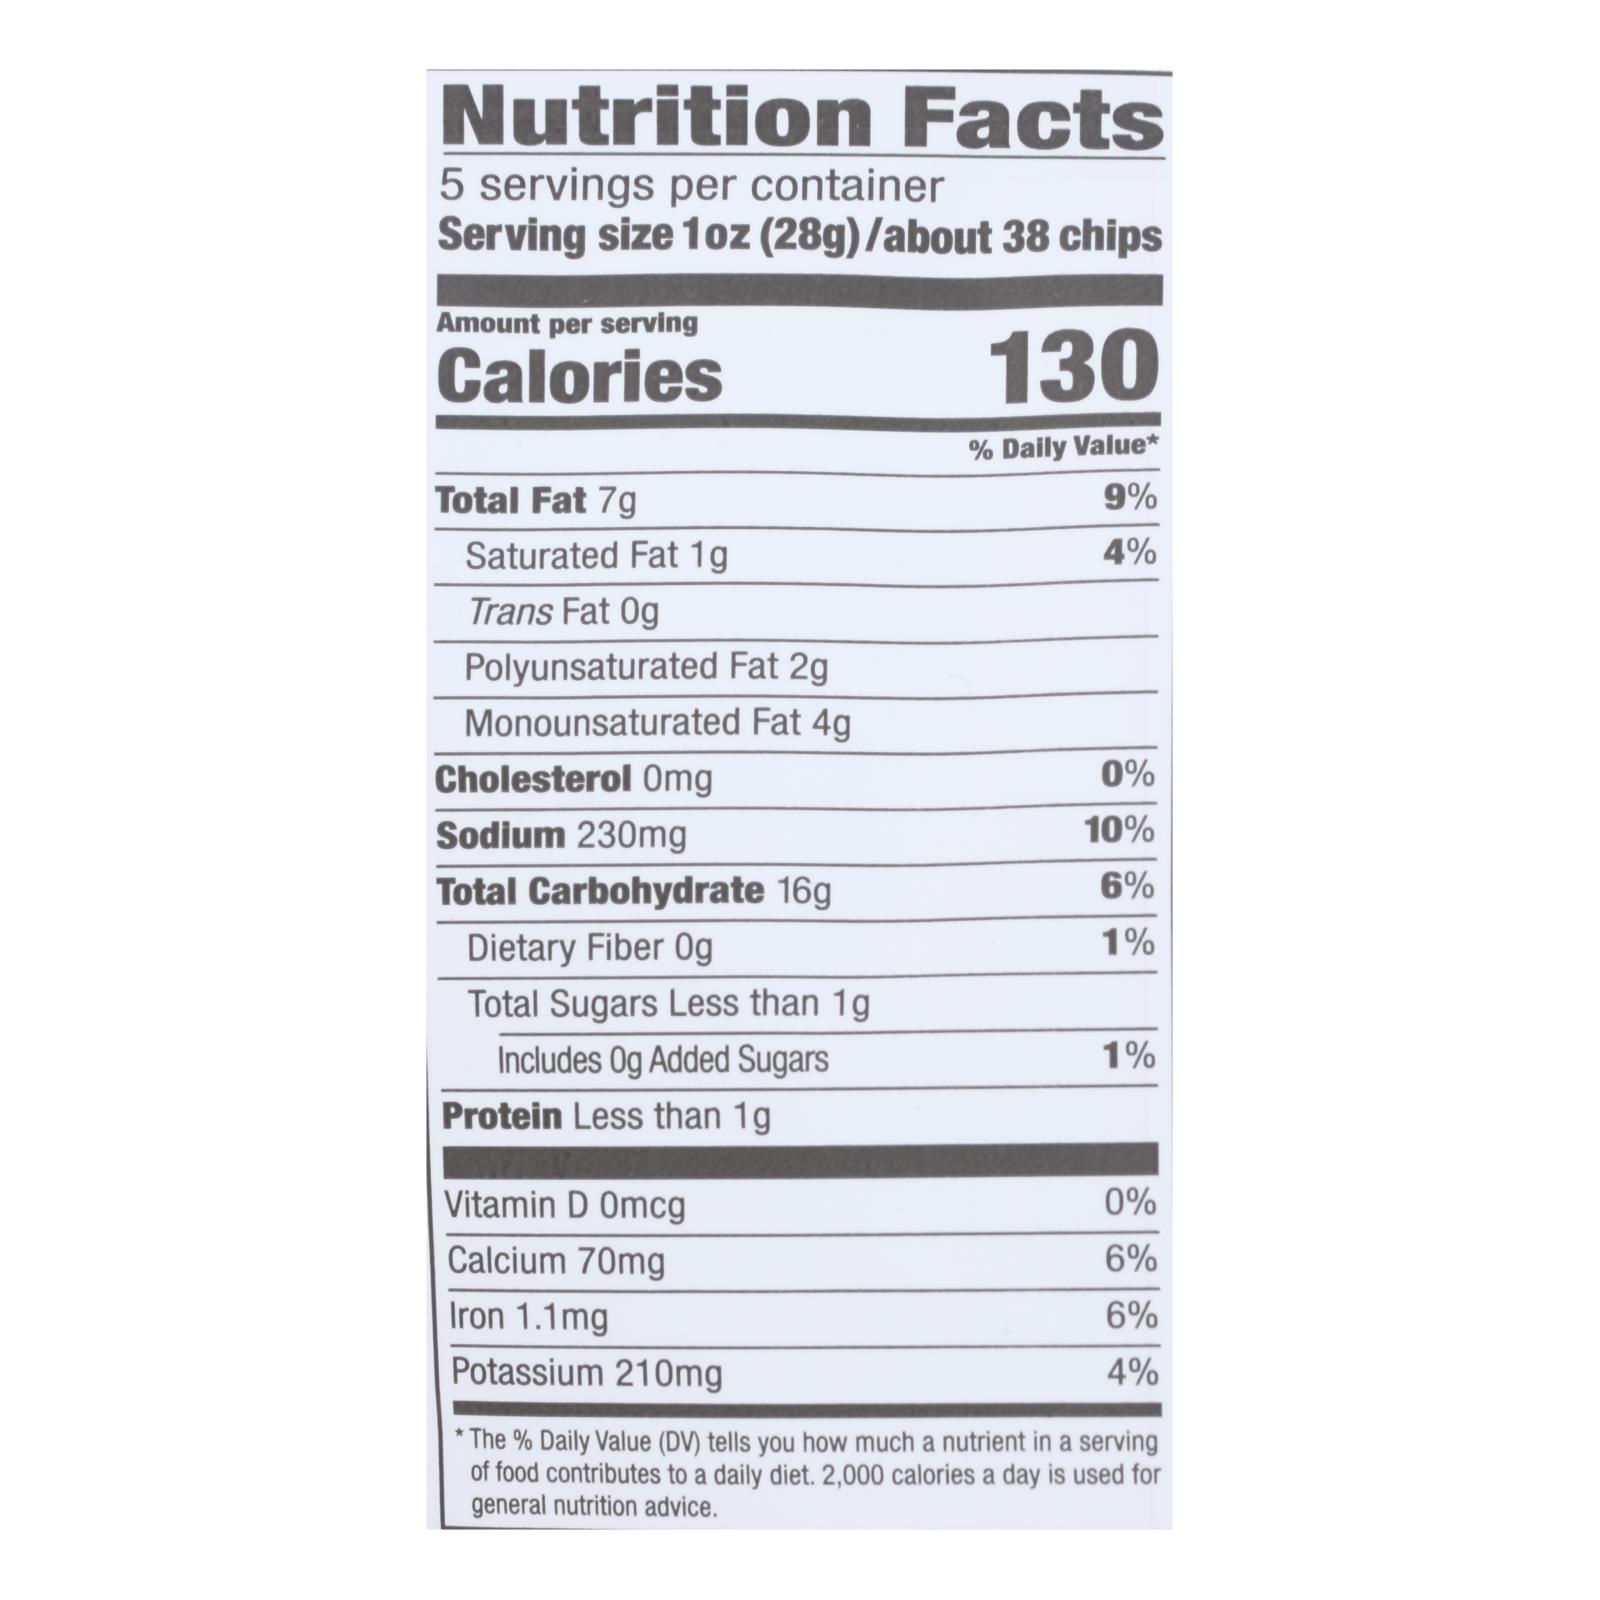 Nutrition Facts
5 servings per container
Serving size 1oz (28g)/about 38 chips
Amount per serving
Calories 130
% Daily Value*
Total Fat 7g 9%
Saturated Fat 1g 4%
Trans Fat 0g
Polyunsaturated Fat 2g
Monounsaturated Fat 4g
Cholesterol 0mg 0%
Sodium 230mg 10%
Total Carbohydrate 16g 6%
Dietary Fiber 0g 1%
Total Sugars Less than 1g
Includes 0g Added Sugars 1%
Protein Less than 1g
Vitamin D 0mcg 0%
Calcium 70mg 6%
Iron 1.1mg 6%
Potassium 210mg 4%
* The % Daily Value (DV) tells you how much a nutrient in a serving
of food contributes to a daily diet. 2,000 calories a day is used for
general nutrition advice.